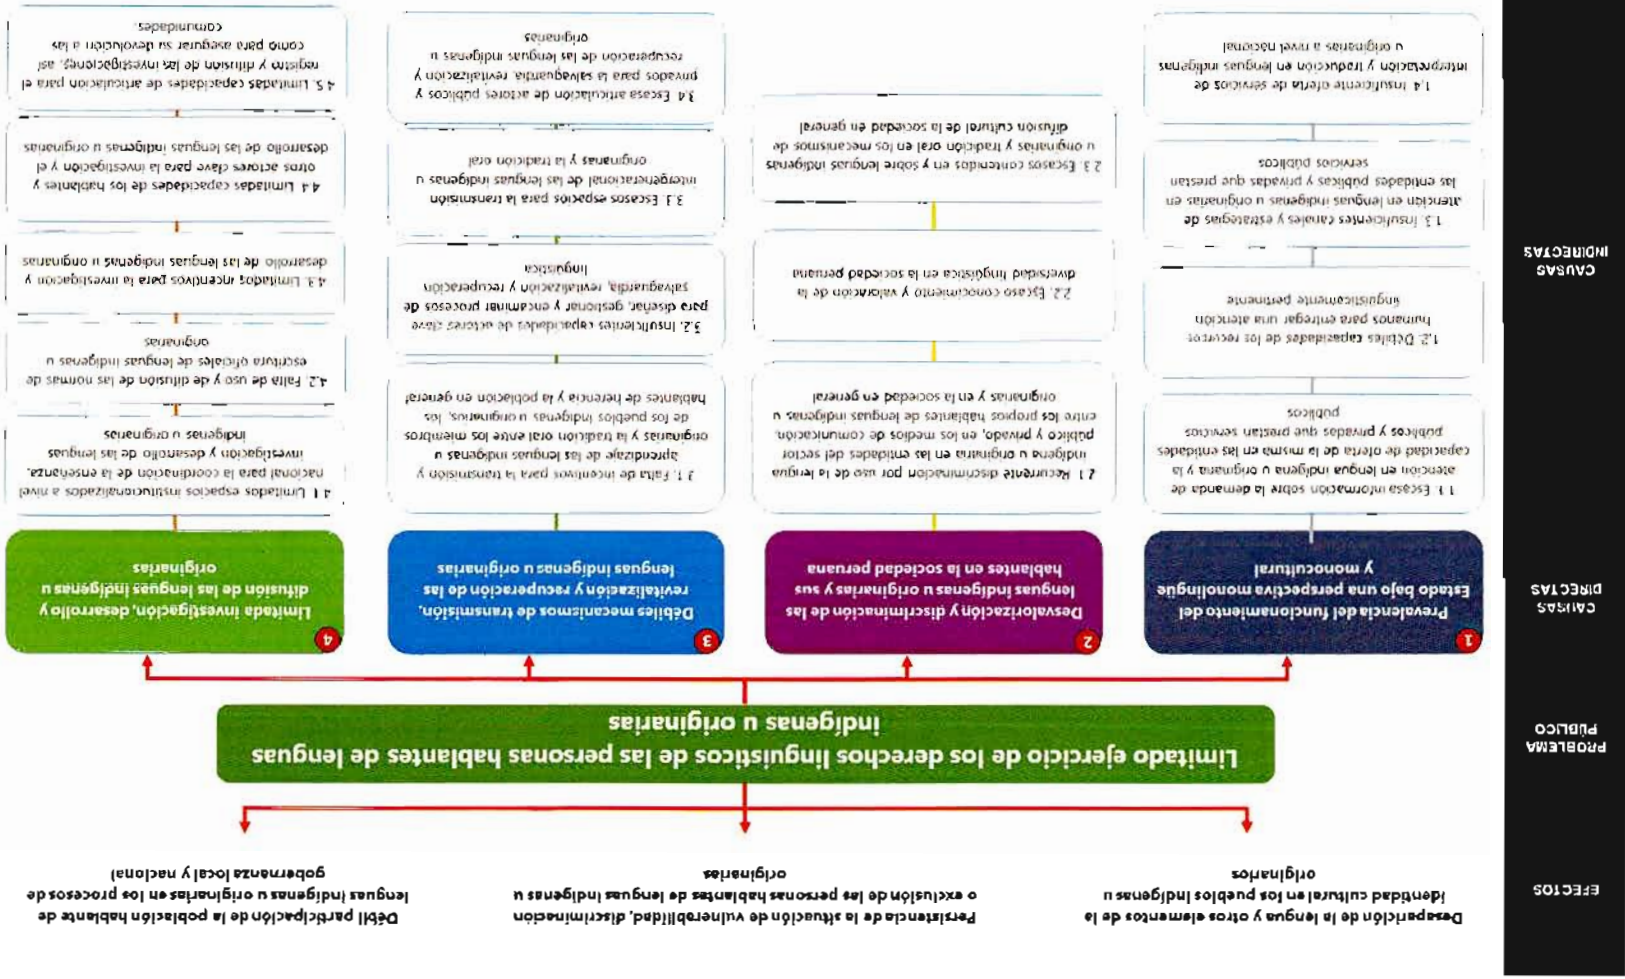 EFECTOS
Desaparición de la lengua y otros elementos de la
identidad cultural en los pueblos indígenas u
originarios
Persistencia de la situación de vulnerabilidad, discriminación
o exclusión de las personas hablantes de lenguas indígenas u
originarias
Débil participación de la población hablante de
lenguas indígenas u originarias en los procesos de
gobernanza local y nacional
PROBLEMA
PÚBLICO
Limitado ejercicio de los derechos lingüísticos de las personas hablantes de lenguas
indígenas u originarias
CAUSAS
DIRECTAS
1
Prevalencia del funcionamiento del
Estado bajo una perspectiva monolingüe
y monocultural
2
Desvalorización y discriminación de las
lenguas indígenas u originarias y sus
hablantes en la sociedad peruana
3
Débiles mecanismos de transmisión,
revitalización y recuperación de las
lenguas indígenas u originarias
4
Limitada investigación, desarrollo y
difusión de las lenguas indígenas u
originarias
CAUSAS
INDIRECTAS
1.1. Escasa información sobre la demanda de
atención en lengua indígena u originaria y la
capacidad de oferta de la misma en las entidades
públicos y privados que prestan servicios
públicos
1.2. Débiles capacidades de los recursos
humanos para entregar una atención
lingüísticamente pertinente
1.3. Insuficientes canales y estrategias de
atención en lenguas indígenas u originarias en
las entidades públicas y privadas que prestan
servicios públicos
1.4. Insuficiente oferta de servicios de
interpretación y traducción en lenguas indígenas
u originarias a nivel nacional
2.1. Recurrente discriminación por uso de la lengua
indígena u originaria en las entidades del sector
público y privado, en los medios de comunicación,
entre los propios hablantes de lenguas indígenas u
originarias y en la sociedad en general
2.2. Escaso conocimiento y valoración de la
diversidad lingüística en la sociedad peruana
2.3. Escasos contenidos en y sobre lenguas indígenas
u originarias y tradición oral en los mecanismos de
difusión cultural de la sociedad en general
3.1. Falta de incentivos para la transmisión y
aprendizaje de las lenguas indígenas u
originarias y la tradición oral entre los miembros
de los pueblos indígenas u originarios, los
hablantes de herencia y la población en general
3.2. Insuficientes capacidades de actores clave
para diseñar, gestionar y encaminar procesos de
salvaguardia, revitalización y recuperación
lingüística
3.3. Escasos espacios para la transmisión
intergeneracional de las lenguas indígenas u
originarias y la tradición oral
3.4. Escasa articulación de actores públicos y
privados para la salvaguardia, revitalización y
recuperación de las lenguas indígenas u
originarias
4.1. Limitados espacios institucionalizados a nivel
nacional para la coordinación de la enseñanza,
investigación y desarrollo de las lenguas
indígenas u originarias
4.2. Falta de uso y de difusión de las normas de
escritura oficiales de lenguas indígenas u
originarias
4.3. Limitados incentivos para la investigación y
desarrollo de las lenguas indígenas u originarias
4.4. Limitadas capacidades de los hablantes y
otros actores clave para la investigación y el
desarrollo de las lenguas indígenas u originarias
4.5. Limitadas capacidades de articulación para el
registro y difusión de las investigaciones, así
como para asegurar su devolución a las
comunidades.